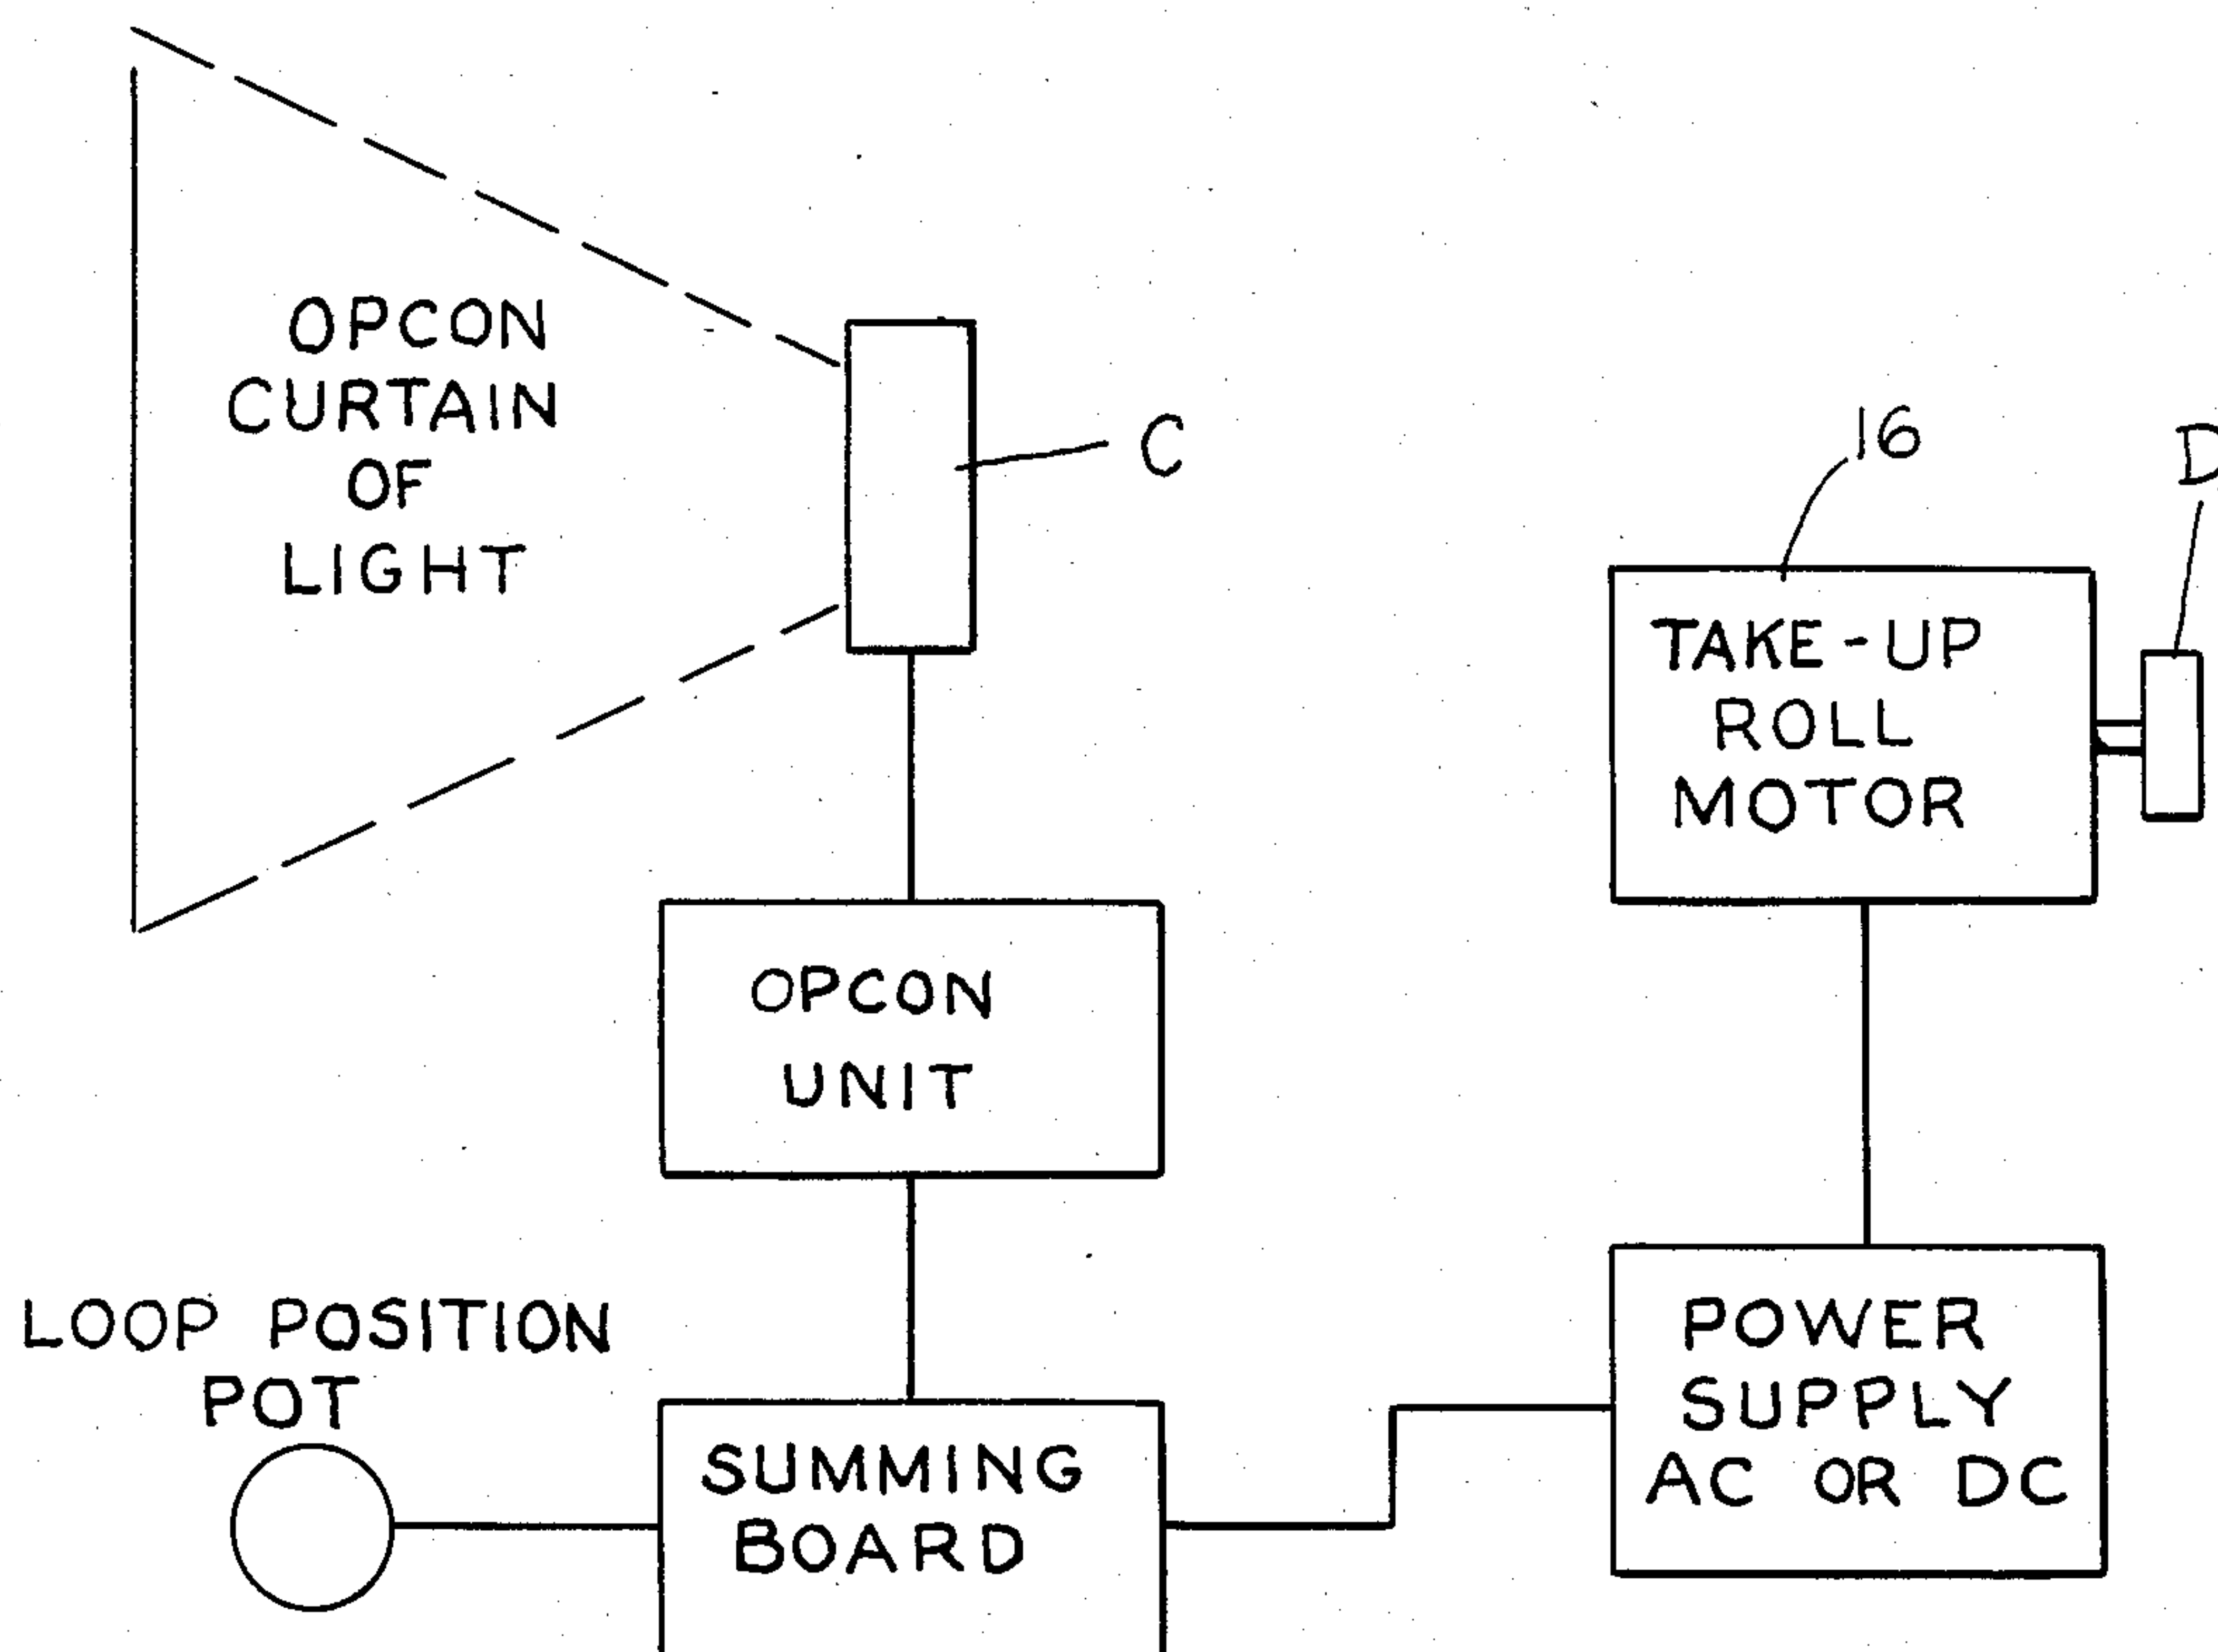 OPCON
CURTAIN
OF
LIGHT
C
16
D
TAKE-UP
ROLL
MOTOR
OPCON
UNIT
LOOP POSITION
POT
SUMMING
BOARD
POWER
SUPPLY
AC OR DC